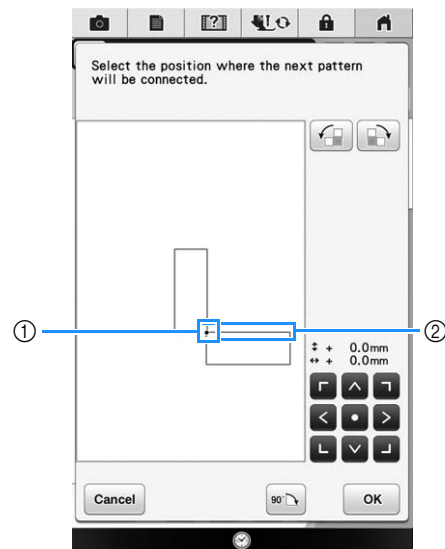 Select the position where the next pattern
will be connected.
①
②
↕ + 0.0mm
↔ + 0.0mm
Cancel
90°
OK